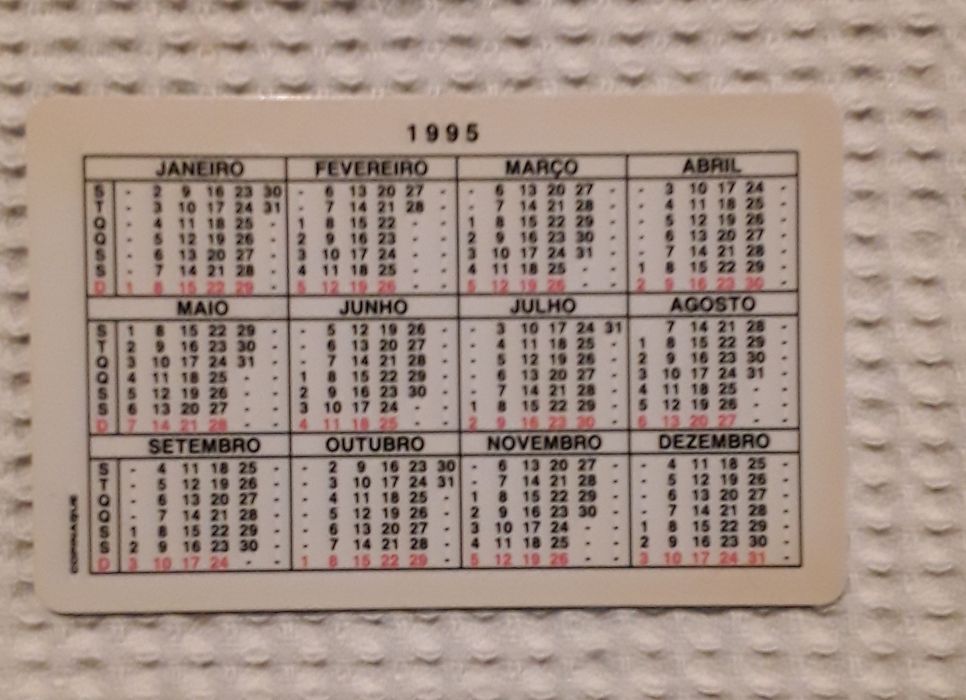 1995
JANEIRO FEVEREIRO MARÇO ABRIL
S - 2 9 16 23 30 - 6 13 20 27 - - 6 13 20 27 - - 3 10 17 24 -
T - 3 10 17 24 31 - 7 14 21 28 - - 7 14 21 28 - - 4 11 18 25 -
Q - 4 11 18 25 - 1 8 15 22 - - 1 8 15 22 29 - - 5 12 19 26 -
Q - 5 12 19 26 - 2 9 16 23 - - 2 9 16 23 30 - - 6 13 20 27 -
S - 6 13 20 27 - 3 10 17 24 - - 3 10 17 24 31 - - 7 14 21 28 -
S - 7 14 21 28 - 4 11 18 25 - - 4 11 18 25 - - 1 8 15 22 29 -
D 1 8 15 22 29 - 5 12 19 26 - - 5 12 19 26 - - 2 9 16 23 30 -
MAIO JUNHO JULHO AGOSTO
S 1 8 15 22 29 - - 5 12 19 26 - - 3 10 17 24 31 - 7 14 21 28 -
T 2 9 16 23 30 - - 6 13 20 27 - - 4 11 18 25 - 1 8 15 22 29 -
Q 3 10 17 24 31 - - 7 14 21 28 - - 5 12 19 26 - 2 9 16 23 30 -
Q 4 11 18 25 - - 1 8 15 22 29 - - 6 13 20 27 - 3 10 17 24 31 -
S 5 12 19 26 - - 2 9 16 23 30 - - 7 14 21 28 - 4 11 18 25 - -
S 6 13 20 27 - - 3 10 17 24 - - 1 8 15 22 29 - 5 12 19 26 - -
D 7 14 21 28 - - 4 11 18 25 - - 2 9 16 23 30 - 6 13 20 27 - -
SETEMBRO OUTUBRO NOVEMBRO DEZEMBRO
S - 4 11 18 25 - - 2 9 16 23 30 - 6 13 20 27 - - 4 11 18 25 -
T - 5 12 19 26 - - 3 10 17 24 31 - 7 14 21 28 - - 5 12 19 26 -
Q - 6 13 20 27 - - 4 11 18 25 - 1 8 15 22 29 - - 6 13 20 27 -
Q - 7 14 21 28 - - 5 12 19 26 - 2 9 16 23 30 - - 7 14 21 28 -
S 1 8 15 22 29 - - 6 13 20 27 - 3 10 17 24 - - 1 8 15 22 29 -
S 2 9 16 23 30 - - 7 14 21 28 - 4 11 18 25 - - 2 9 16 23 30 -
D 3 10 17 24 - - 1 8 15 22 29 - 5 12 19 26 - - 3 10 17 24 31 -